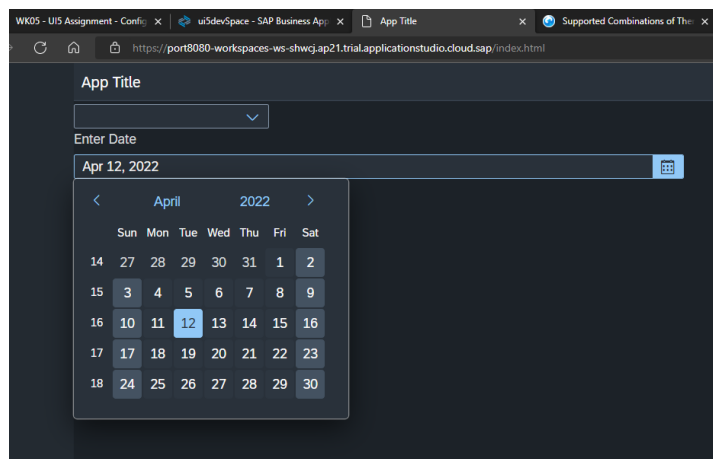 WK05 - UI5 Assignment - Config
ui5devSpace - SAP Business App
App Title
Supported Combinations of The
https://port8080-workspaces-ws-shwcj.ap21.trial.applicationstudio.cloud.sap/index.html
App Title
Enter Date
Apr 12, 2022
April 2022
Sun Mon Tue Wed Thu Fri Sat
14 27 28 29 30 31 1 2
15 3 4 5 6 7 8 9
16 10 11 12 13 14 15 16
17 17 18 19 20 21 22 23
18 24 25 26 27 28 29 30